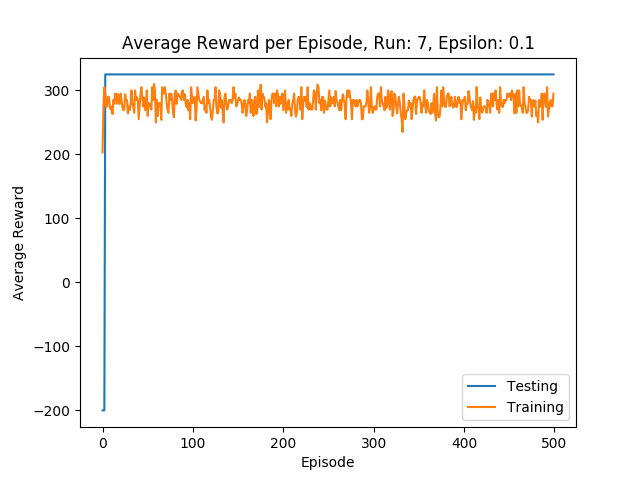 Average Reward per Episode, Run: 7, Epsilon: 0.1
Average Reward
300
200
100
0
−100
−200
0 100 200 300 400 500
Episode
Testing
Training